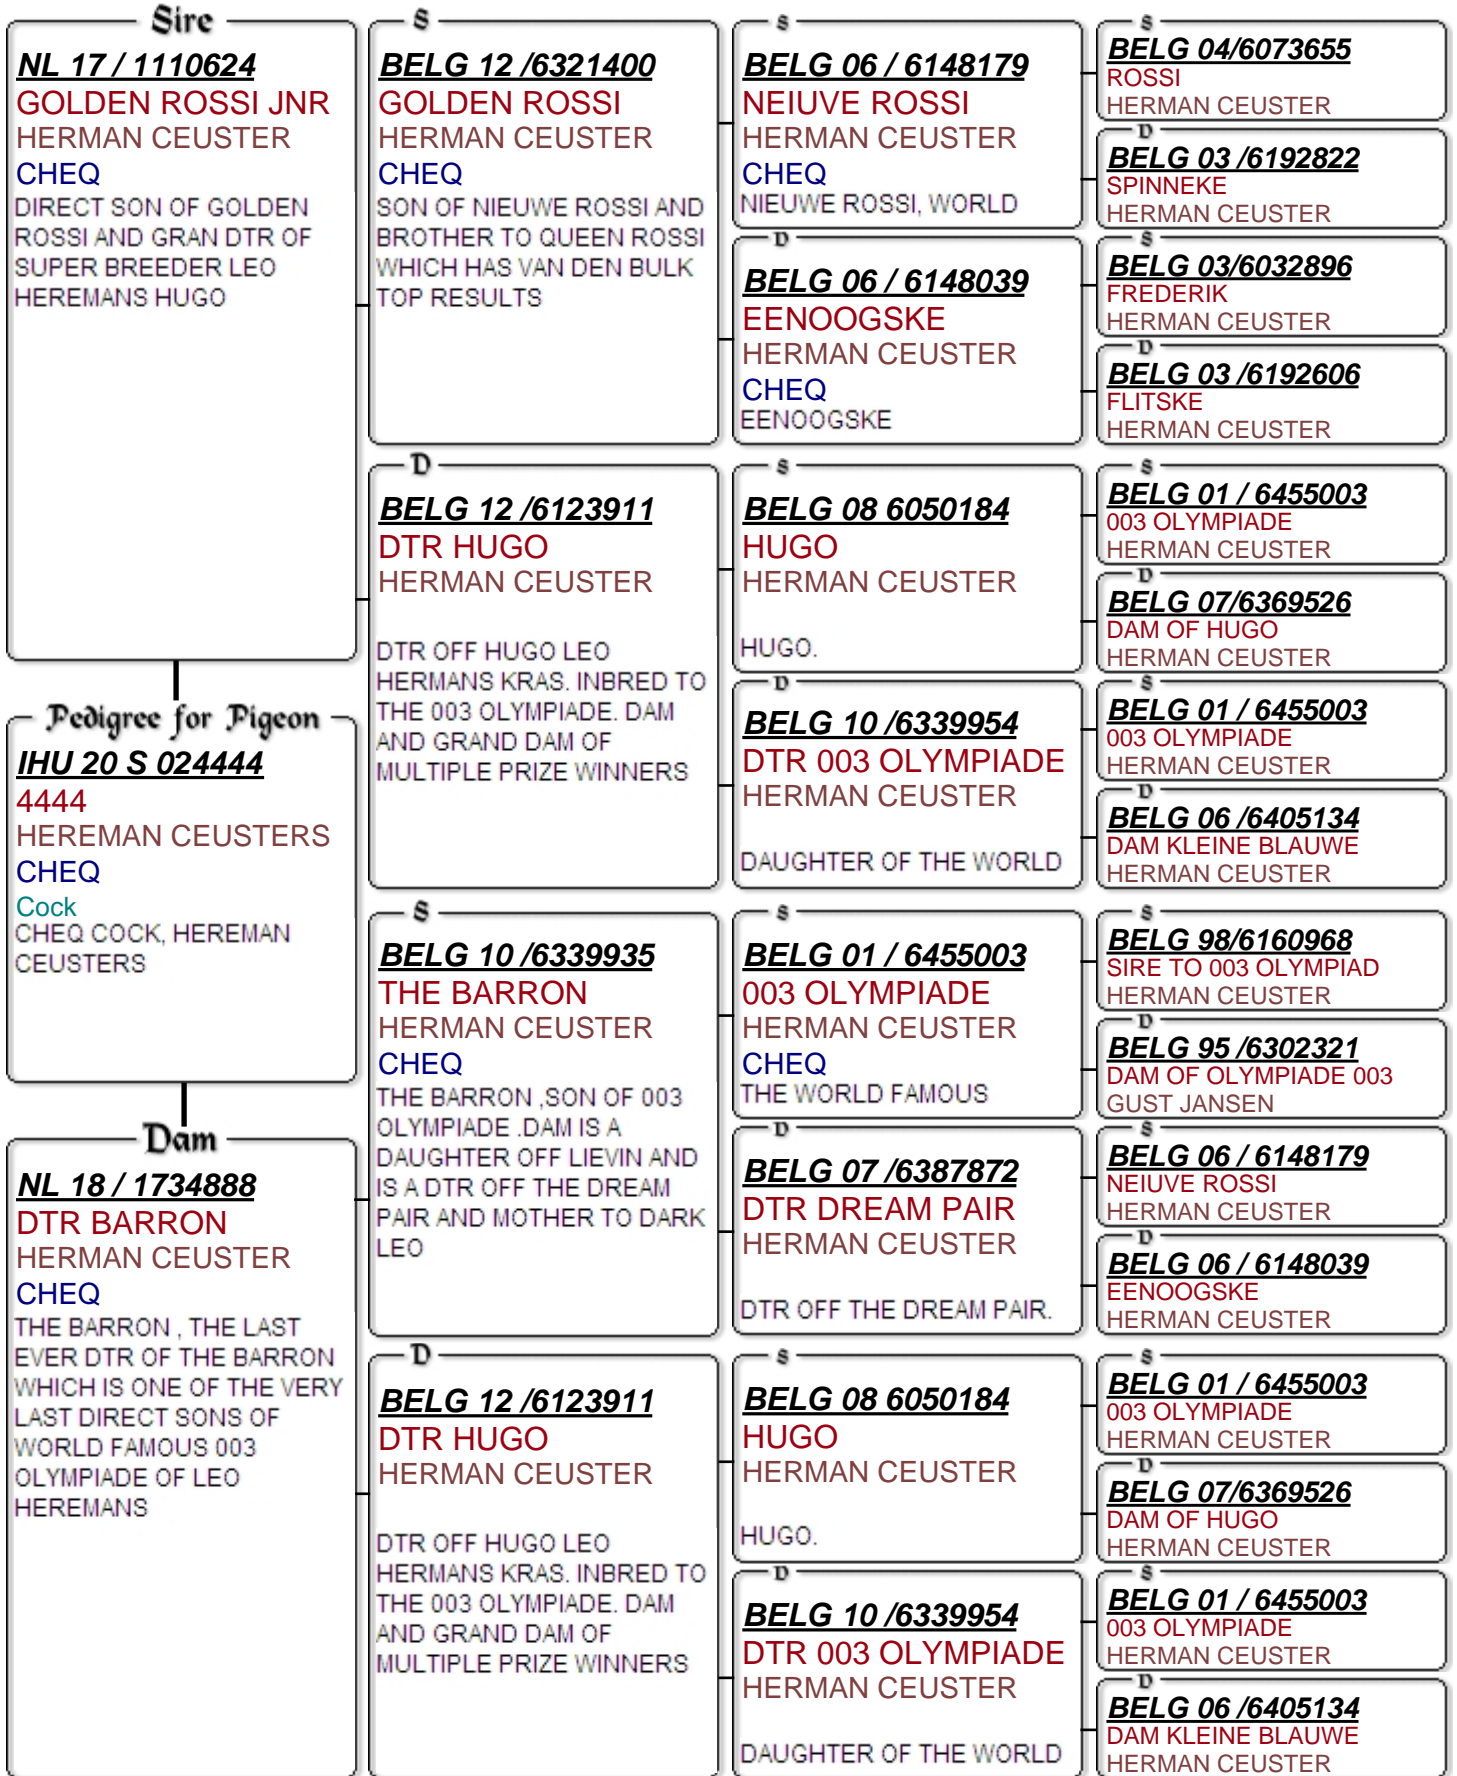 Sire
NL 17 / 1110624
GOLDEN ROSSI JNR
HERMAN CEUSTER
CHEQ
DIRECT SON OF GOLDEN
ROSSI AND GRAN DTR OF
SUPER BREEDER LEO
HEREMANS HUGO
Pedigree for Pigeon
IHU 20 S 024444
4444
HEREMAN CEUSTERS
CHEQ
Cock
CHEQ COCK, HEREMAN
CEUSTERS
Dam
NL 18 / 1734888
DTR BARRON
HERMAN CEUSTER
CHEQ
THE BARRON , THE LAST
EVER DTR OF THE BARRON
WHICH IS ONE OF THE VERY
LAST DIRECT SONS OF
WORLD FAMOUS 003
OLYMPIADE OF LEO
HEREMANS
S
BELG 12 /6321400
GOLDEN ROSSI
HERMAN CEUSTER
CHEQ
SON OF NIEUWE ROSSI AND
BROTHER TO QUEEN ROSSI
WHICH HAS VAN DEN BULK
TOP RESULTS
D
BELG 12 /6123911
DTR HUGO
HERMAN CEUSTER
DTR OFF HUGO LEO
HERMANS KRAS. INBRED TO
THE 003 OLYMPIADE. DAM
AND GRAND DAM OF
MULTIPLE PRIZE WINNERS
S
BELG 10 /6339935
THE BARRON
HERMAN CEUSTER
CHEQ
THE BARRON ,SON OF 003
OLYMPIADE .DAM IS A
DAUGHTER OFF LIEVIN AND
IS A DTR OFF THE DREAM
PAIR AND MOTHER TO DARK
LEO
D
BELG 12 /6123911
DTR HUGO
HERMAN CEUSTER
DTR OFF HUGO LEO
HERMANS KRAS. INBRED TO
THE 003 OLYMPIADE. DAM
AND GRAND DAM OF
MULTIPLE PRIZE WINNERS
S
BELG 06 / 6148179
NEIUVE ROSSI
HERMAN CEUSTER
CHEQ
NIEUWE ROSSI, WORLD
D
BELG 06 / 6148039
EENOOGSKE
HERMAN CEUSTER
CHEQ
EENOOGSKE
S
BELG 08 6050184
HUGO
HERMAN CEUSTER
HUGO.
D
BELG 10 /6339954
DTR 003 OLYMPIADE
HERMAN CEUSTER
DAUGHTER OF THE WORLD
S
BELG 01 / 6455003
003 OLYMPIADE
HERMAN CEUSTER
CHEQ
THE WORLD FAMOUS
D
BELG 07 /6387872
DTR DREAM PAIR
HERMAN CEUSTER
DTR OFF THE DREAM PAIR.
S
BELG 08 6050184
HUGO
HERMAN CEUSTER
HUGO.
D
BELG 10 /6339954
DTR 003 OLYMPIADE
HERMAN CEUSTER
DAUGHTER OF THE WORLD
S
BELG 04/6073655
ROSSI
HERMAN CEUSTER
D
BELG 03 /6192822
SPINNEKE
HERMAN CEUSTER
S
BELG 03/6032896
FREDERIK
HERMAN CEUSTER
D
BELG 03 /6192606
FLITSKE
HERMAN CEUSTER
S
BELG 01 / 6455003
003 OLYMPIADE
HERMAN CEUSTER
D
BELG 07/6369526
DAM OF HUGO
HERMAN CEUSTER
S
BELG 01 / 6455003
003 OLYMPIADE
HERMAN CEUSTER
D
BELG 06 /6405134
DAM KLEINE BLAUWE
HERMAN CEUSTER
S
BELG 98/6160968
SIRE TO 003 OLYMPIAD
HERMAN CEUSTER
D
BELG 95 /6302321
DAM OF OLYMPIADE 003
GUST JANSEN
S
BELG 06 / 6148179
NEIUVE ROSSI
HERMAN CEUSTER
D
BELG 06 / 6148039
EENOOGSKE
HERMAN CEUSTER
S
BELG 01 / 6455003
003 OLYMPIADE
HERMAN CEUSTER
D
BELG 07/6369526
DAM OF HUGO
HERMAN CEUSTER
S
BELG 01 / 6455003
003 OLYMPIADE
HERMAN CEUSTER
D
BELG 06 /6405134
DAM KLEINE BLAUWE
HERMAN CEUSTER